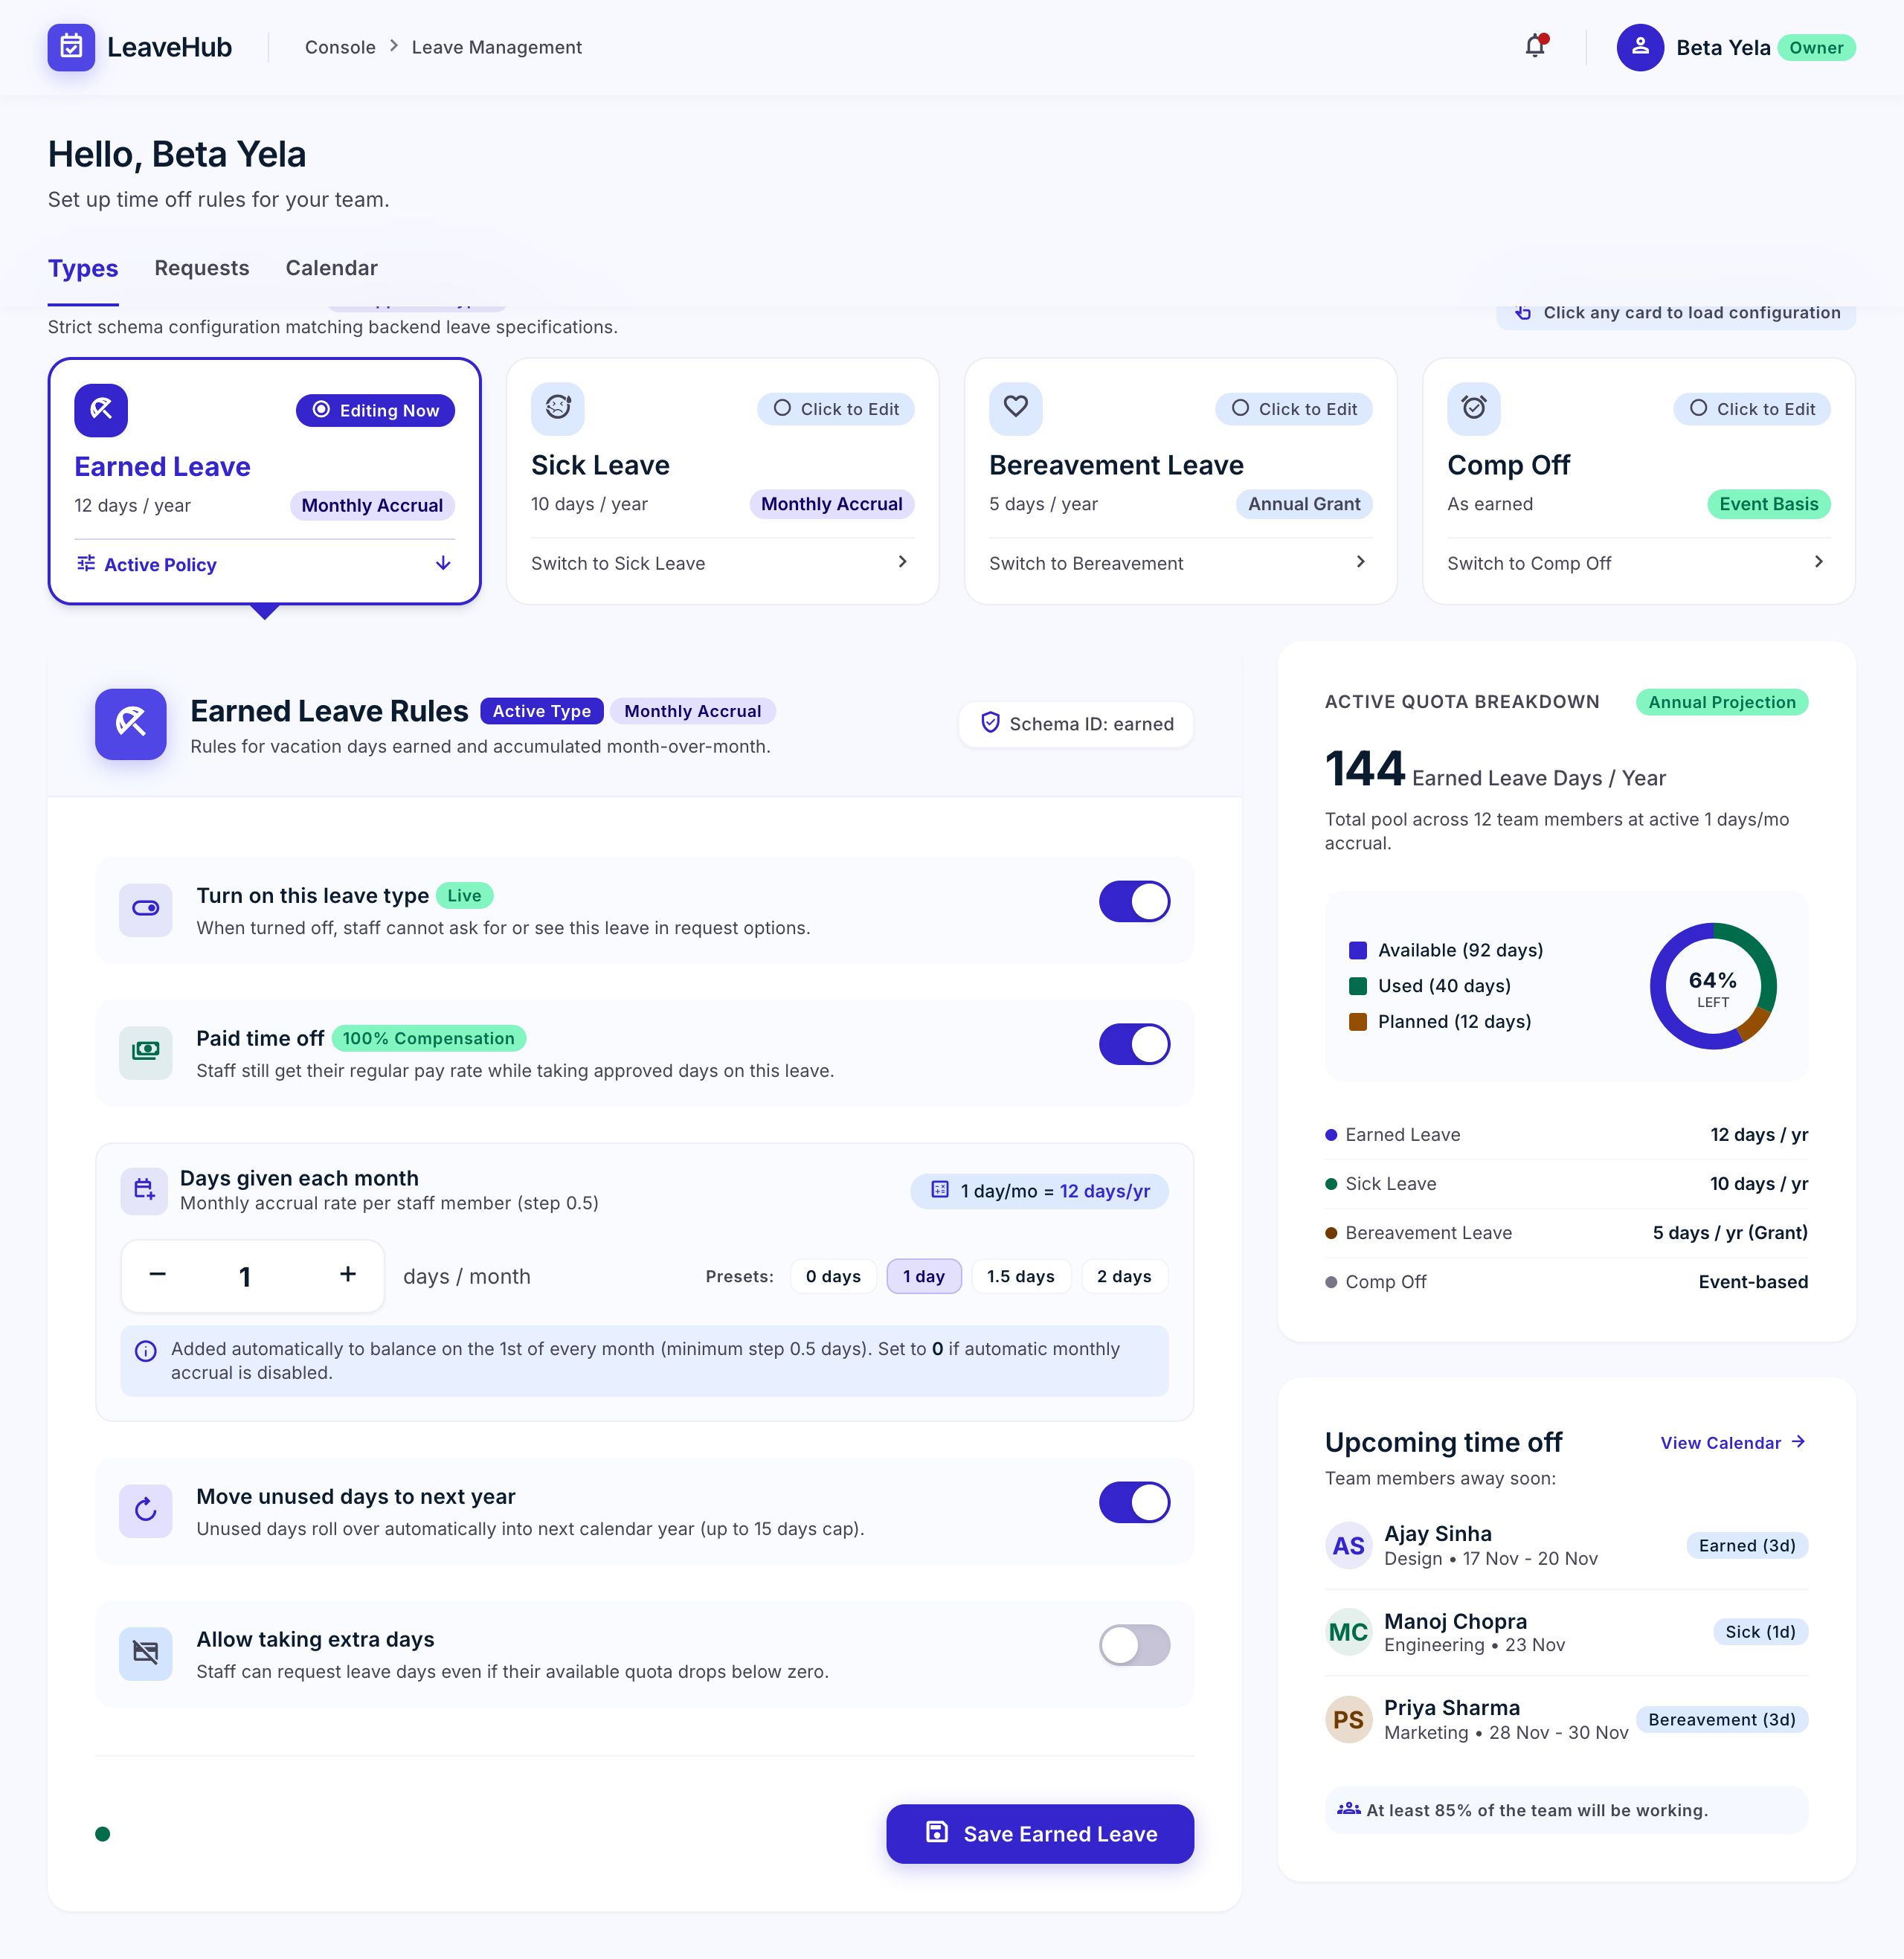 LeaveHub
Console > Leave Management
Beta Yela Owner
Hello, Beta Yela
Set up time off rules for your team.
Types Requests Calendar
Strict schema configuration matching backend leave specifications.
Click any card to load configuration
Editing Now
Earned Leave
12 days / year Monthly Accrual
Active Policy
Click to Edit
Sick Leave
10 days / year Monthly Accrual
Switch to Sick Leave
Click to Edit
Bereavement Leave
5 days / year Annual Grant
Switch to Bereavement
Click to Edit
Comp Off
As earned Event Basis
Switch to Comp Off
Earned Leave Rules Active Type Monthly Accrual
Rules for vacation days earned and accumulated month-over-month.
Schema ID: earned
Turn on this leave type Live
When turned off, staff cannot ask for or see this leave in request options.
Paid time off 100% Compensation
Staff still get their regular pay rate while taking approved days on this leave.
Days given each month
Monthly accrual rate per staff member (step 0.5)
1 day/mo = 12 days/yr
− 1 + days / month
Presets: 0 days 1 day 1.5 days 2 days
Added automatically to balance on the 1st of every month (minimum step 0.5 days). Set to 0 if automatic monthly
accrual is disabled.
Move unused days to next year
Unused days roll over automatically into next calendar year (up to 15 days cap).
Allow taking extra days
Staff can request leave days even if their available quota drops below zero.
Save Earned Leave
ACTIVE QUOTA BREAKDOWN Annual Projection
144 Earned Leave Days / Year
Total pool across 12 team members at active 1 days/mo
accrual.
Available (92 days)
Used (40 days)
Planned (12 days)
64%
LEFT
Earned Leave 12 days / yr
Sick Leave 10 days / yr
Bereavement Leave 5 days / yr (Grant)
Comp Off Event-based
Upcoming time off View Calendar
Team members away soon:
AS Ajay Sinha
Design • 17 Nov - 20 Nov
Earned (3d)
MC Manoj Chopra
Engineering • 23 Nov
Sick (1d)
PS Priya Sharma
Marketing • 28 Nov - 30 Nov
Bereavement (3d)
At least 85% of the team will be working.